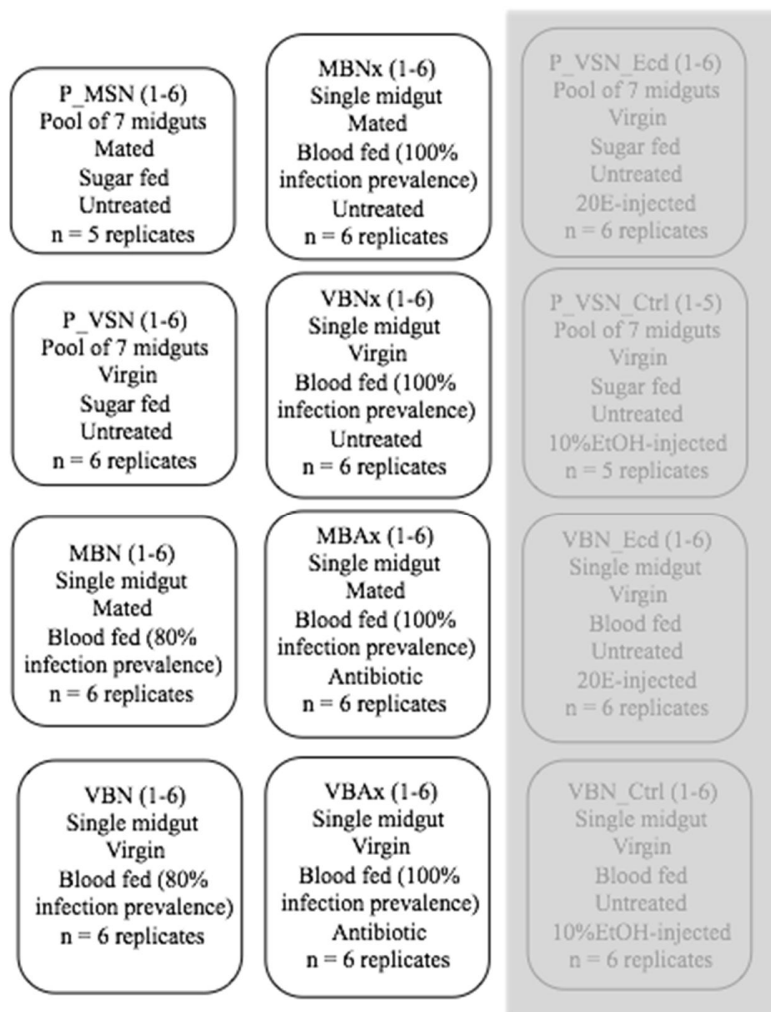 P_MSN (1-6)
Pool of 7 midguts
Mated
Sugar fed
Untreated
n = 5 replicates
P_VSN (1-6)
Pool of 7 midguts
Virgin
Sugar fed
Untreated
n = 6 replicates
MBN (1-6)
Single midgut
Mated
Blood fed (80%
infection prevalence)
n = 6 replicates
VBN (1-6)
Single midgut
Virgin
Blood fed (80%
infection prevalence)
n = 6 replicates
MBNx (1-6)
Single midgut
Mated
Blood fed (100%
infection prevalence)
Untreated
n = 6 replicates
VBNx (1-6)
Single midgut
Virgin
Blood fed (100%
infection prevalence)
Untreated
n = 6 replicates
MBAx (1-6)
Single midgut
Mated
Blood fed (100%
infection prevalence)
Antibiotic
n = 6 replicates
VBAx (1-6)
Single midgut
Virgin
Blood fed (100%
infection prevalence)
Antibiotic
n = 6 replicates
P_VSN_Ecd (1-6)
Pool of 7 midguts
Virgin
Sugar fed
Untreated
20E-injected
n = 6 replicates
P_VSN_Ctrl (1-5)
Pool of 7 midguts
Virgin
Sugar fed
Untreated
10%EtOH-injected
n = 5 replicates
VBN_Ecd (1-6)
Single midgut
Virgin
Blood fed
Untreated
20E-injected
n = 6 replicates
VBN_Ctrl (1-6)
Single midgut
Virgin
Blood fed
Untreated
10%EtOH-injected
n = 6 replicates